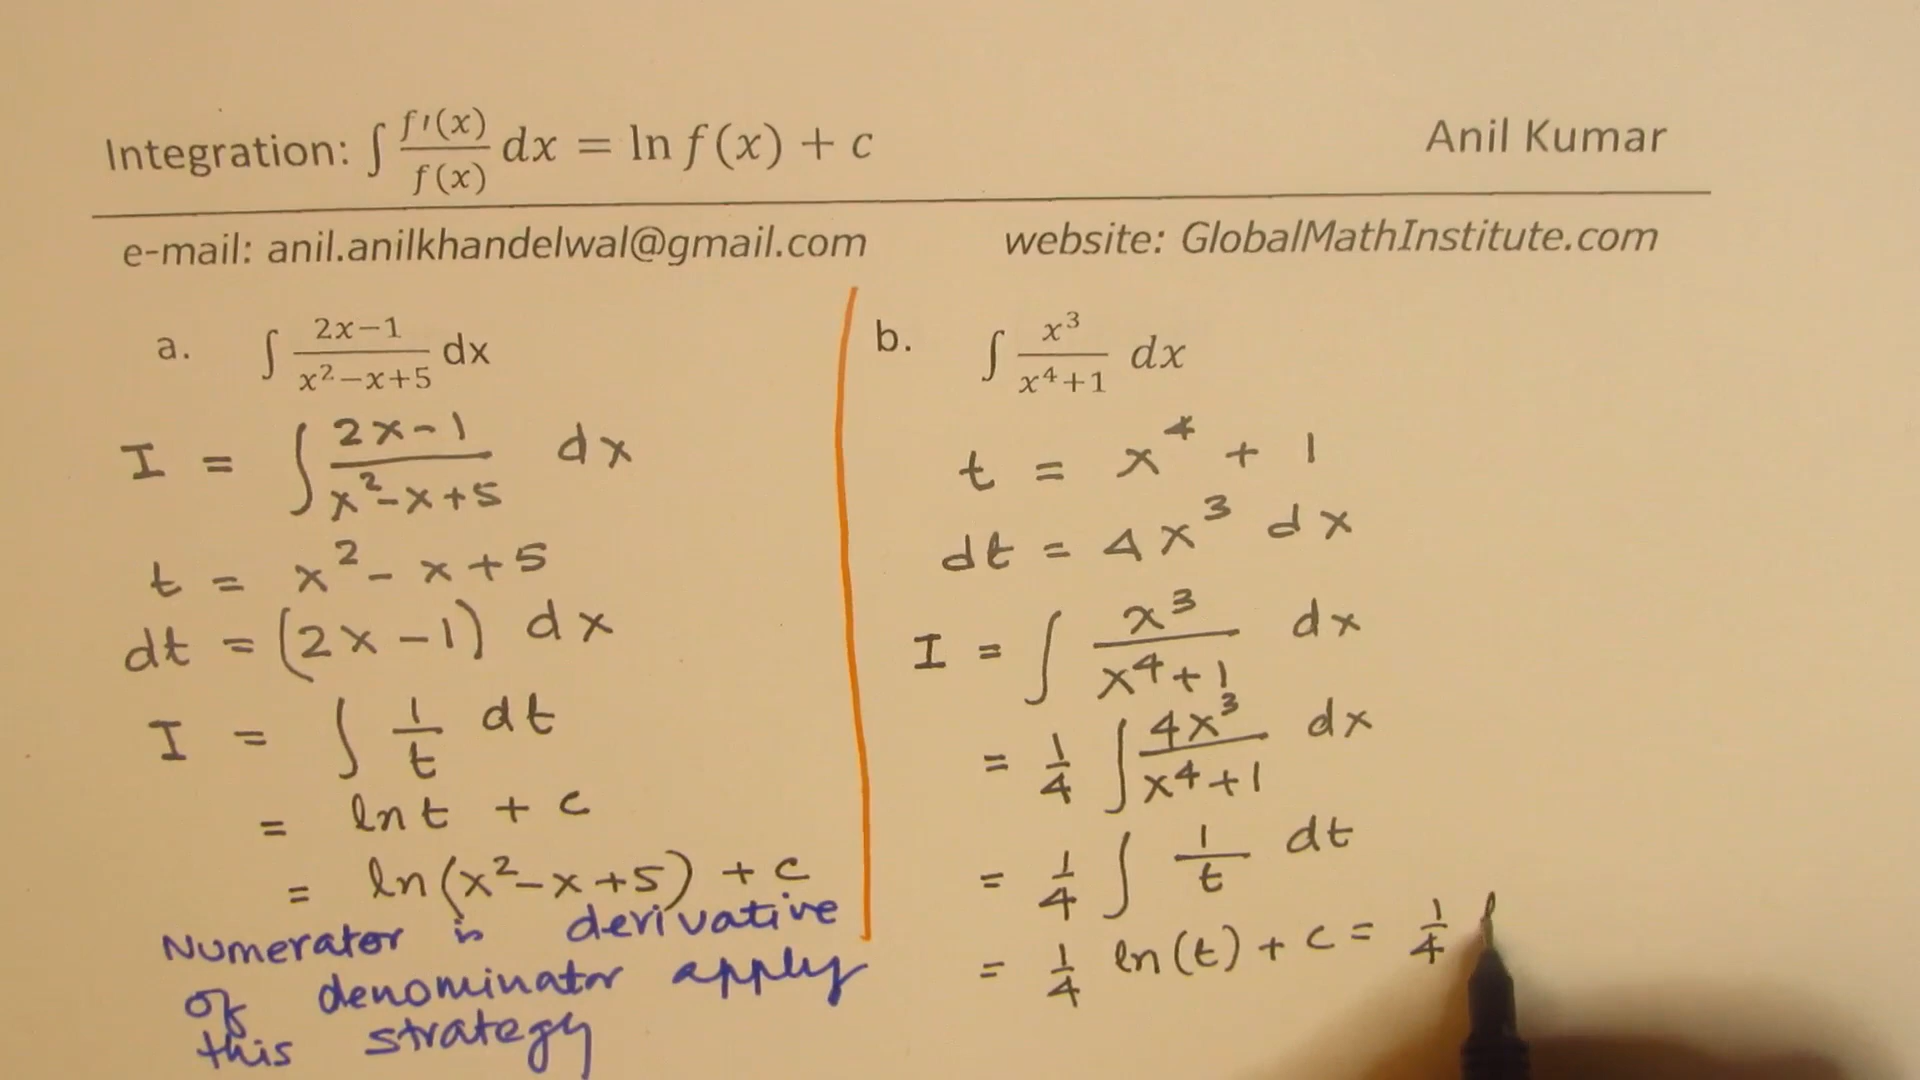 Integration: ∫ f′(x)/f(x) dx = ln f(x) + c
Anil Kumar
e-mail: anil.anilkhandelwal@gmail.com
website: GlobalMathInstitute.com
a. ∫ 2x−1/x²−x+5 dx
I = ∫ 2x-1/x²-x+5 dx
t = x² - x + 5
dt = (2x - 1) dx
I = ∫ 1/t dt
= ln t + c
= ln(x²-x+5) + c
Numerator is derivative
of denominator apply
this strategy
b. ∫ x³/x⁴+1 dx
t = x⁴ + 1
dt = 4x³ dx
I = ∫ x³/x⁴+1 dx
= 1/4 ∫ 4x³/x⁴+1 dx
= 1/4 ∫ 1/t dt
= 1/4 ln(t) + c = 1/4 l